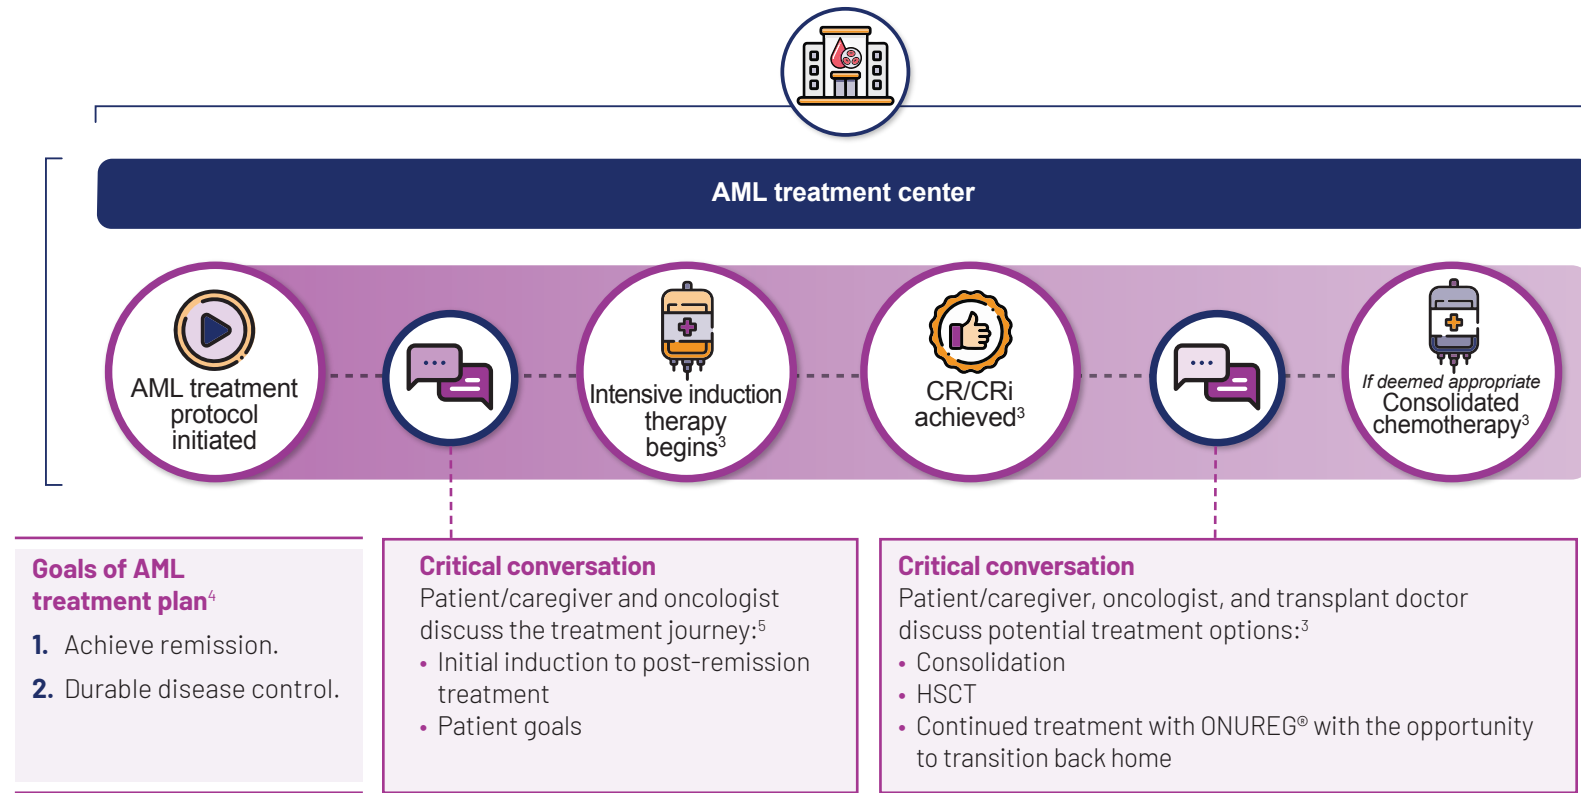 AML treatment center
AML treatment
protocol
initiated
Intensive induction
therapy
begins³
CR/CRi
achieved³
If deemed appropriate
Consolidated
chemotherapy³
Goals of AML
treatment plan⁴
1. Achieve remission.
2. Durable disease control.
Critical conversation
Patient/caregiver and oncologist
discuss the treatment journey:⁵
• Initial induction to post-remission
treatment
• Patient goals
Critical conversation
Patient/caregiver, oncologist, and transplant doctor
discuss potential treatment options:³
• Consolidation
• HSCT
• Continued treatment with ONUREG® with the opportunity
to transition back home